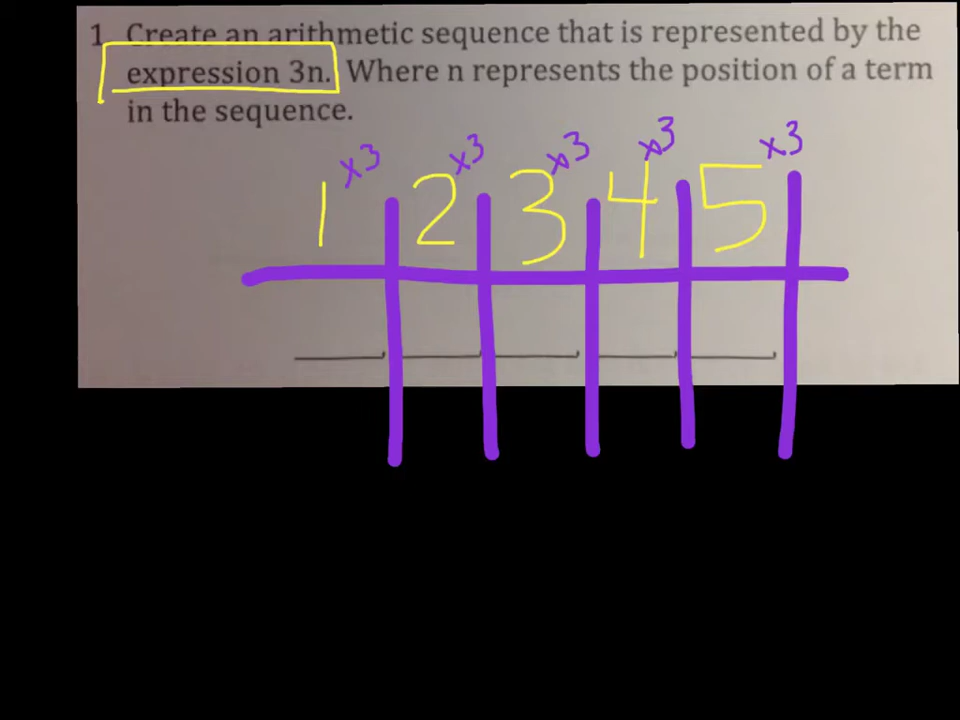 1. Create an arithmetic sequence that is represented by the
expression 3n. Where n represents the position of a term
in the sequence.
x3 x3 x3 x3 x3
1 2 3 4 5